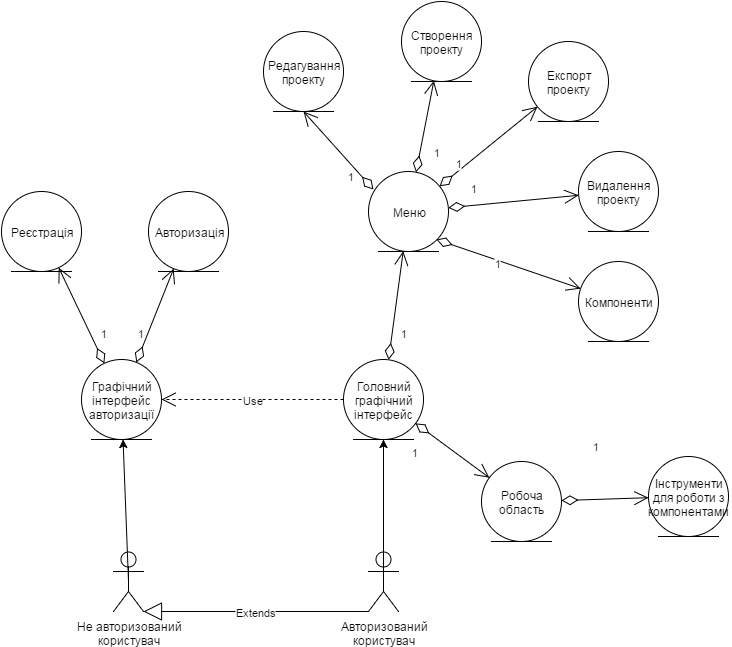 Створення
проекту
Редагування
проекту
Експорт
проекту
1
1
1
1
Видалення
проекту
Меню
Реєстрація
Авторизація
1
Компоненти
1
1
1
Графічний
інтерфейс
авторизації
Use
Головний
графічний
інтерфейс
1
1
Робоча
область
Інструменти
для роботи з
компонентами
Extends
Не авторизований
користувач
Авторизований
користувач